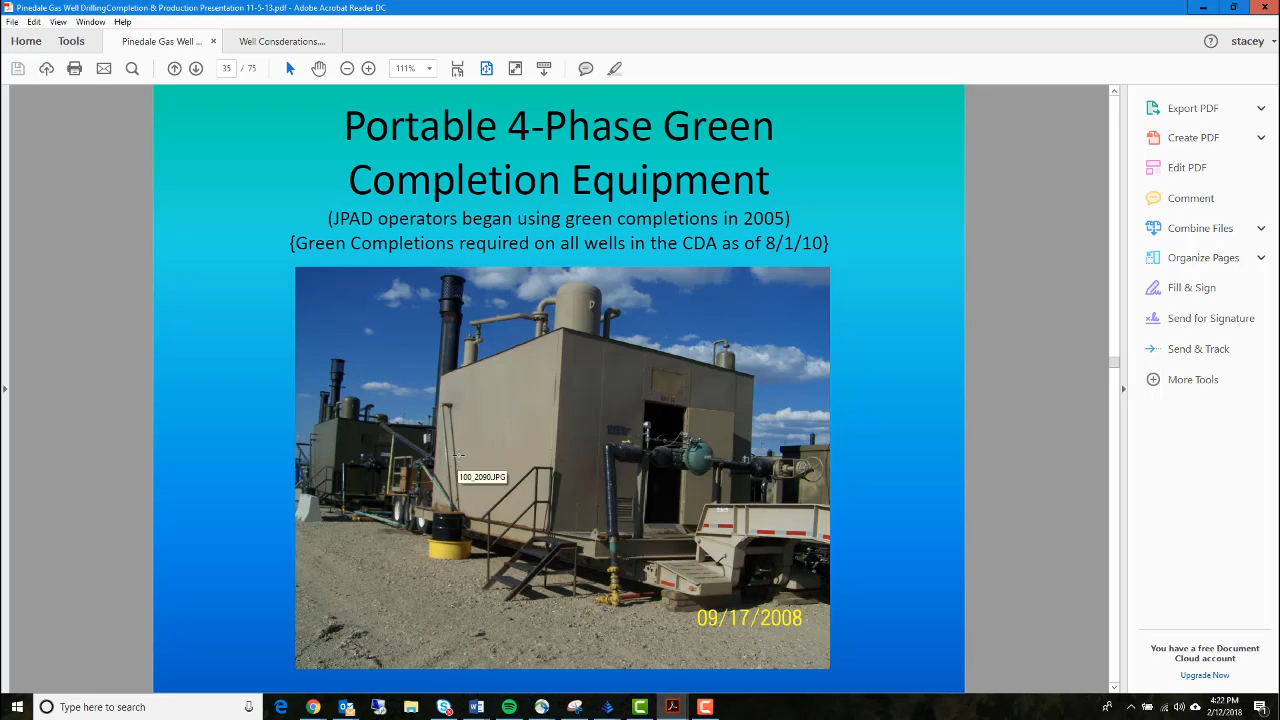 Pinedale Gas Well DrillingCompletion & Production Presentation 11-5-13.pdf - Adobe Acrobat Reader DC
File Edit View Window Help
Home Tools Pinedale Gas Well ... × Well Consderations.... ? stacey
35 / 75 111%
Portable 4-Phase Green
Completion Equipment
(JPAD operators began using green completions in 2005)
{Green Completions required on all wells in the CDA as of 8/1/10}
100_2090.JPG
09/17/2008
Export PDF
Create PDF
Edit PDF
Comment
Combine Files
Organize Pages
Fill & Sign
Send for Signature
Send & Track
More Tools
You have a free Document
Cloud account
Upgrade Now
Type here to search
4:22 PM
2/12/2018